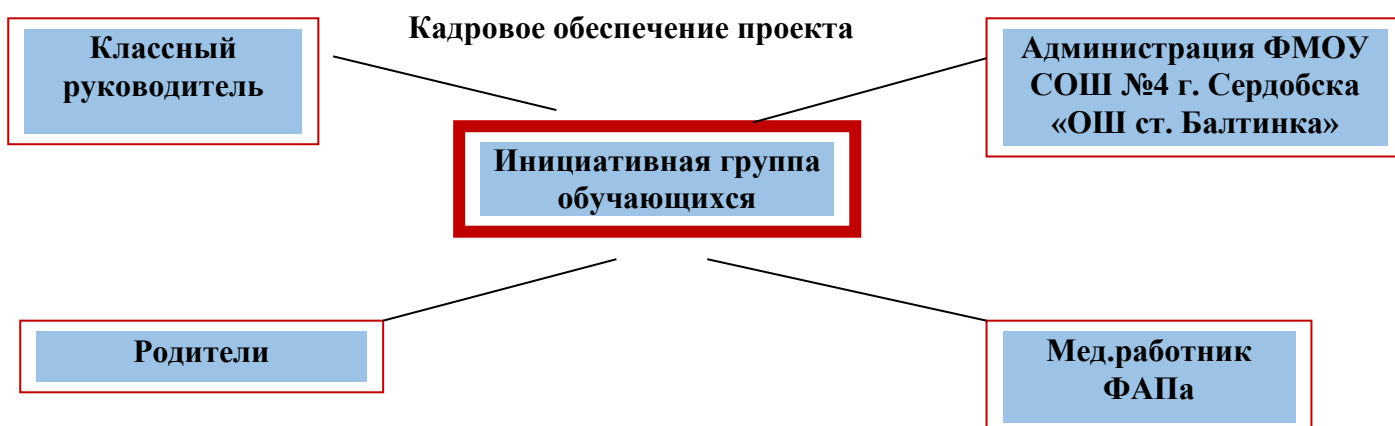 Кадровое обеспечение проекта
Классный
руководитель
Администрация ФМОУ
СОШ №4 г. Сердобска
«ОШ ст. Балтинка»
Инициативная группа
обучающихся
Родители
Мед.работник
ФАПа